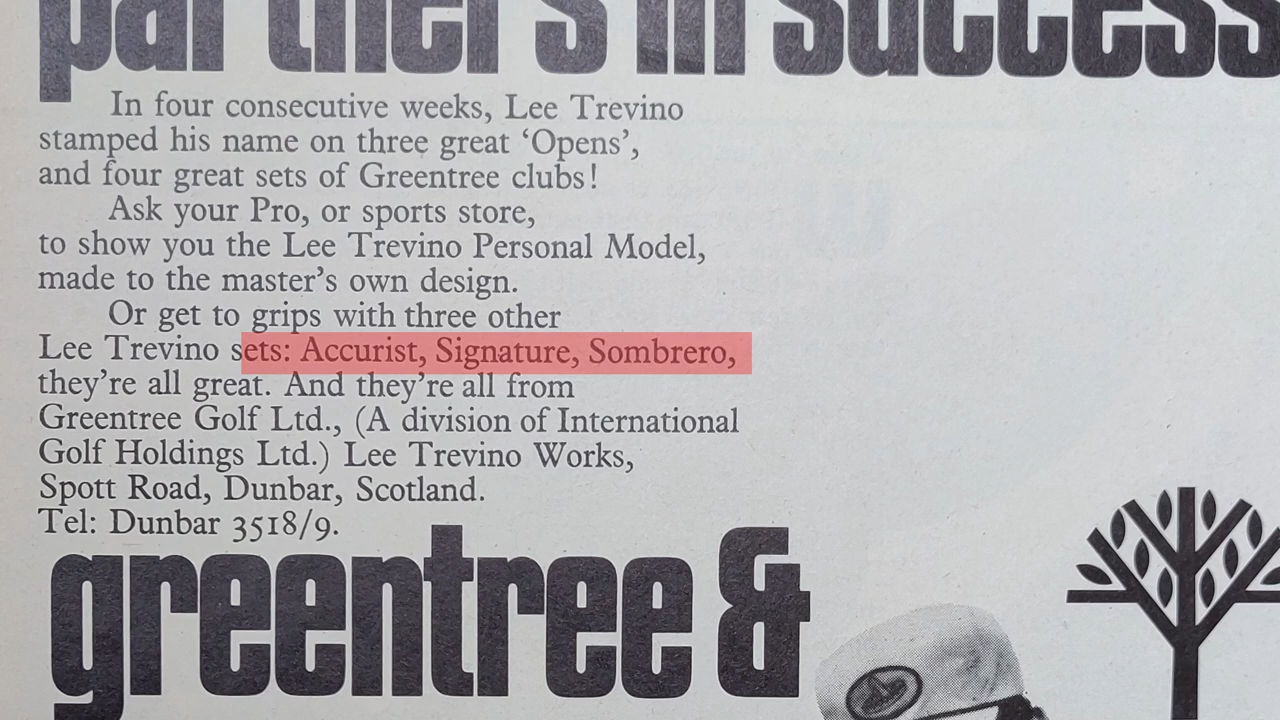 partners in success
In four consecutive weeks, Lee Trevino
stamped his name on three great ‘Opens’,
and four great sets of Greentree clubs!
Ask your Pro, or sports store,
to show you the Lee Trevino Personal Model,
made to the master’s own design.
Or get to grips with three other
Lee Trevino sets: Accurist, Signature, Sombrero,
they’re all great. And they’re all from
Greentree Golf Ltd., (A division of International
Golf Holdings Ltd.) Lee Trevino Works,
Spott Road, Dunbar, Scotland.
Tel: Dunbar 3518/9.
greentree &